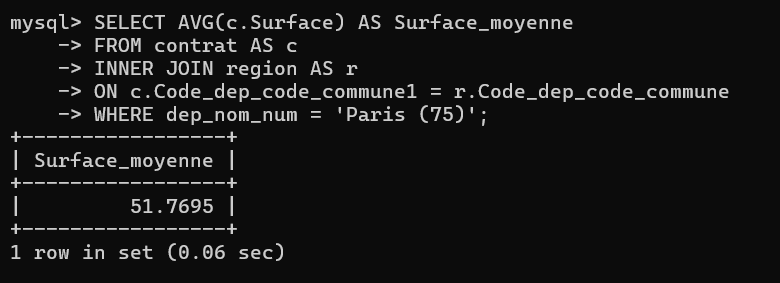 mysql> SELECT AVG(c.Surface) AS Surface_moyenne
    -> FROM contrat AS c
    -> INNER JOIN region AS r
    -> ON c.Code_dep_code_commune1 = r.Code_dep_code_commune
    -> WHERE dep_nom_num = 'Paris (75)';
+-----------------+
| Surface_moyenne |
+-----------------+
|         51.7695 |
+-----------------+
1 row in set (0.06 sec)